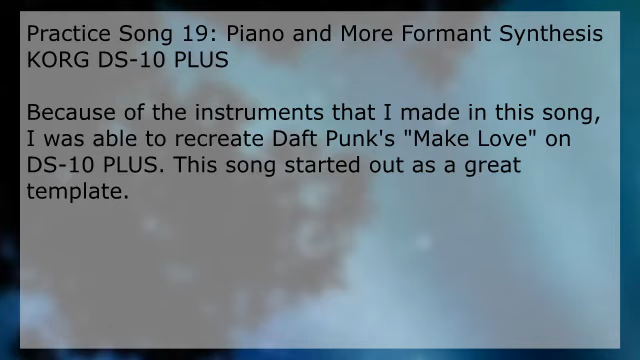 Practice Song 19: Piano and More Formant Synthesis
KORG DS-10 PLUS
Because of the instruments that I made in this song,
I was able to recreate Daft Punk's "Make Love" on
DS-10 PLUS. This song started out as a great
template.